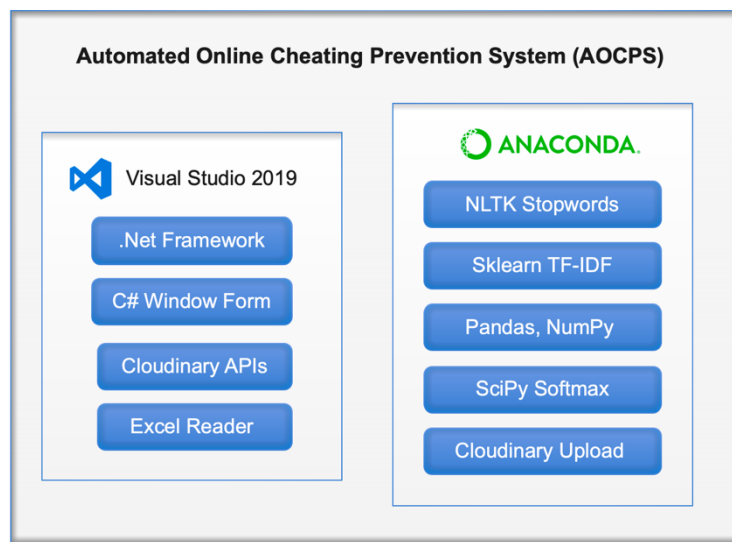 Automated Online Cheating Prevention System (AOCPS)
Visual Studio 2019
.Net Framework
C# Window Form
Cloudinary APIs
Excel Reader
ANACONDA.
NLTK Stopwords
Sklearn TF-IDF
Pandas, NumPy
SciPy Softmax
Cloudinary Upload